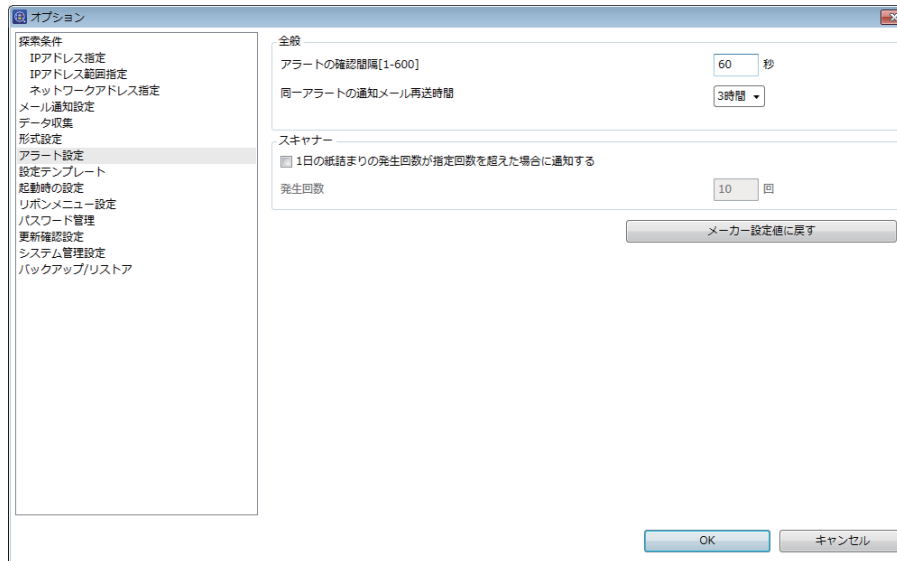 オプション
探索条件
IPアドレス指定
IPアドレス範囲指定
ネットワークアドレス指定
メール通知設定
データ収集
形式設定
アラート設定
設定テンプレート
起動時の設定
リボンメニュー設定
パスワード管理
更新確認設定
システム管理設定
バックアップ/リストア
全般
アラートの確認間隔[1-600] 60 秒
同一アラートの通知メール再送時間 3時間
スキャナー
1日の紙詰まりの発生回数が指定回数を超えた場合に通知する
発生回数 10 回
メーカー設定値に戻す
OK キャンセル